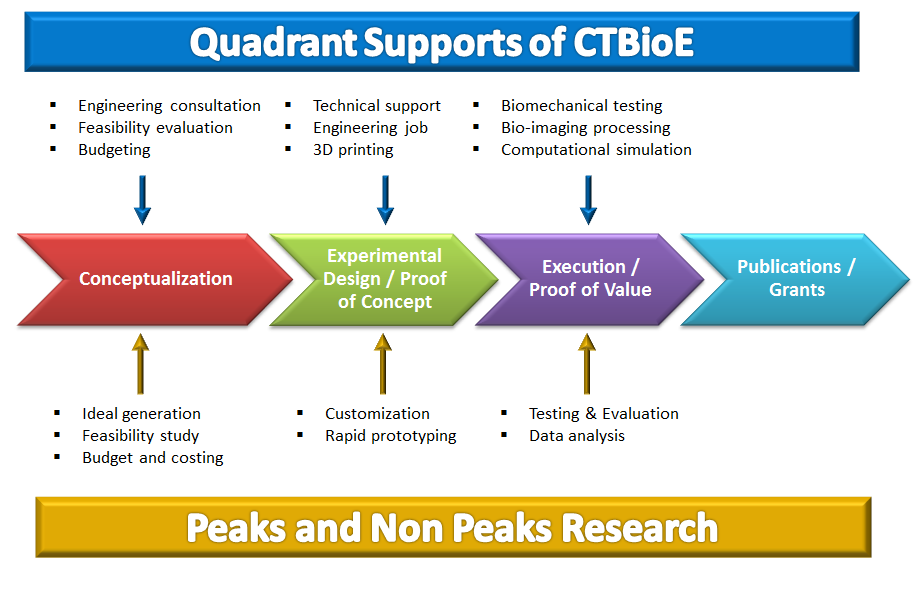 Quadrant Supports of CTBioE
▪ Engineering consultation
▪ Feasibility evaluation
▪ Budgeting
▪ Technical support
▪ Engineering job
▪ 3D printing
▪ Biomechanical testing
▪ Bio-imaging processing
▪ Computational simulation
Conceptualization
Experimental
Design / Proof
of Concept
Execution /
Proof of Value
Publications /
Grants
▪ Ideal generation
▪ Feasibility study
▪ Budget and costing
▪ Customization
▪ Rapid prototyping
▪ Testing & Evaluation
▪ Data analysis
Peaks and Non Peaks Research